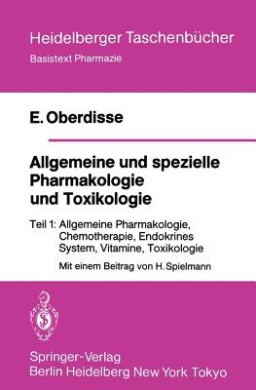 Heidelberger Taschenbücher
Basistext Pharmazie
E. Oberdisse
Allgemeine und spezielle
Pharmakologie
und Toxikologie
Teil 1: Allgemeine Pharmakologie,
Chemotherapie, Endokrines
System, Vitamine, Toxikologie
Mit einem Beitrag von H. Spielmann
Springer-Verlag
Berlin Heidelberg New York Tokyo